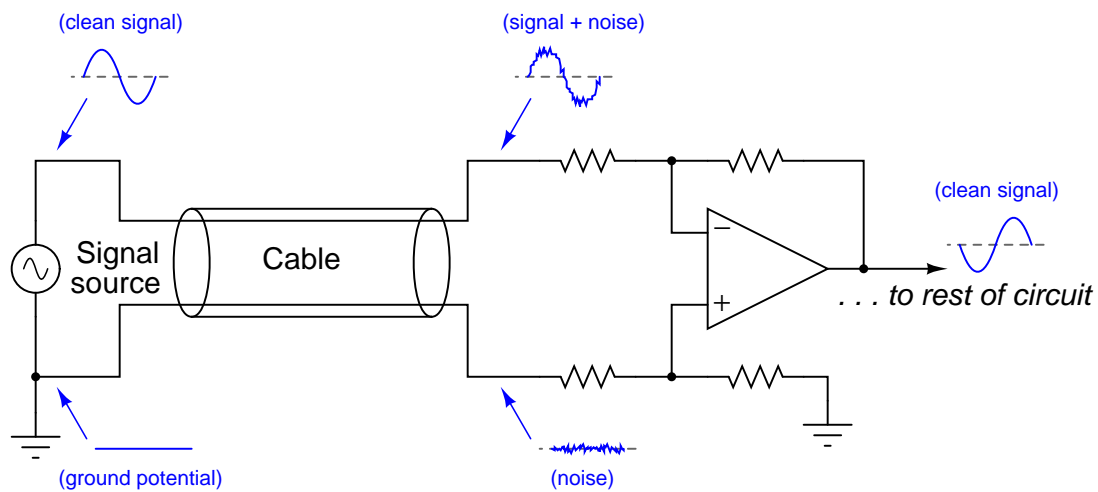 (clean signal)
(signal + noise)
(clean signal)
Signal
source
Cable
−
+
. . . to rest of circuit
(ground potential)
(noise)